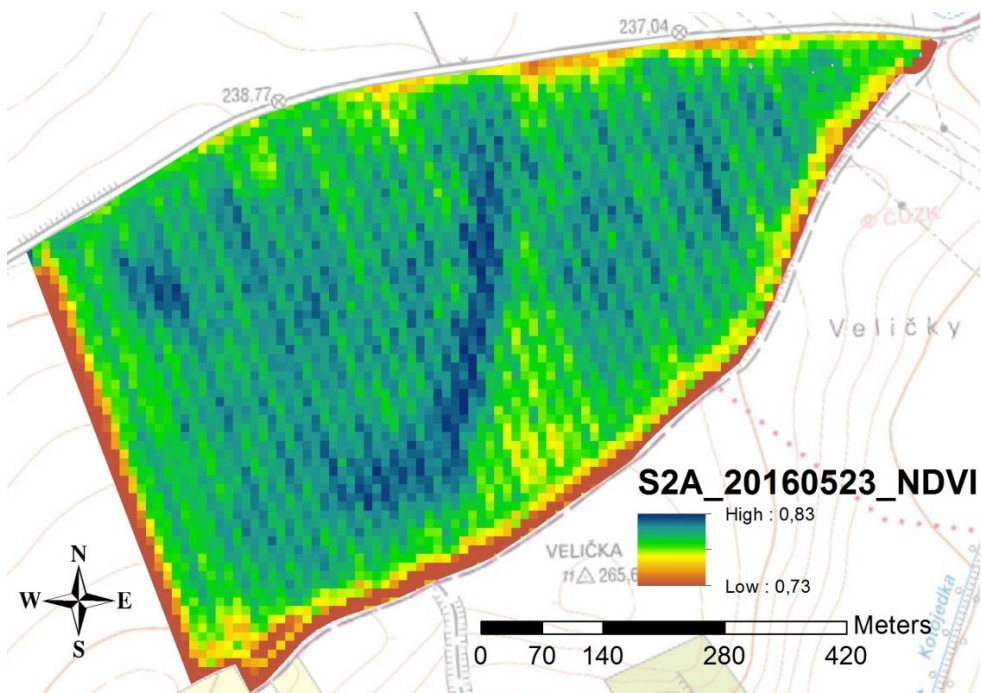 237,04
238.77
© ČÚZK
Veličky
S2A_20160523_NDVI
High : 0,83
Low : 0,73
VELIČKA
11 265.6
N
W E
S
Meters
0 70 140 280 420
Kolojedka